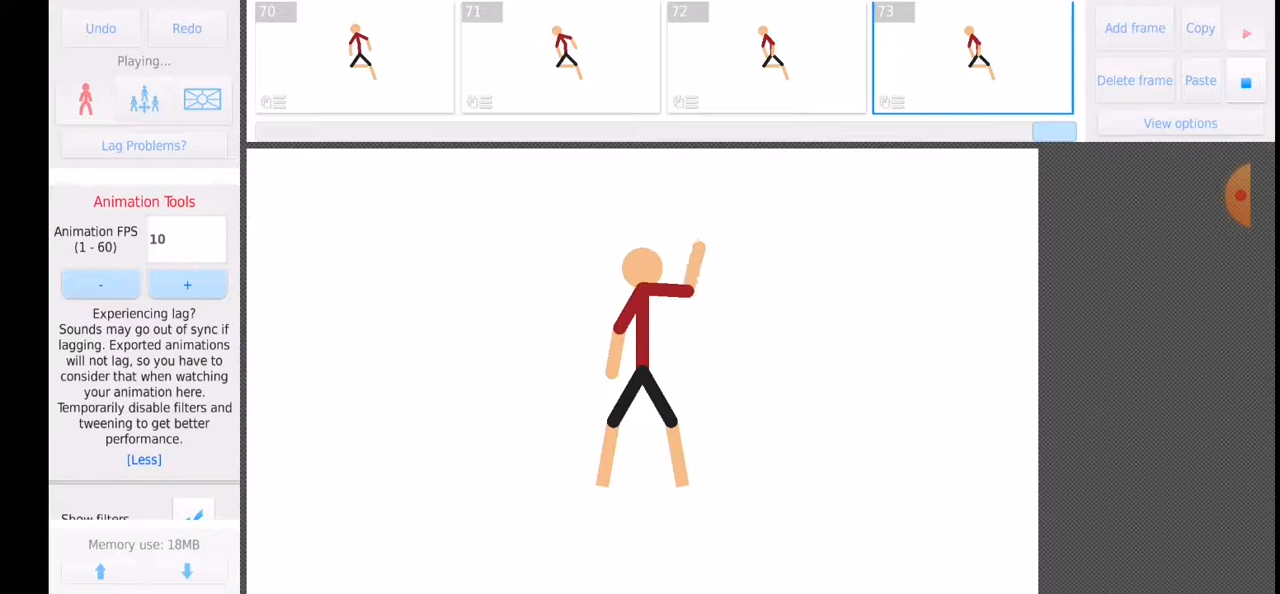 Undo
Redo
Playing...
Lag Problems?
Animation Tools
Animation FPS
(1 - 60)
10
-
+
Experiencing lag?
Sounds may go out of sync if
lagging. Exported animations
will not lag, so you have to
consider that when watching
your animation here.
Temporarily disable filters and
tweening to get better
performance.
[Less]
Show filters
Memory use: 18MB
70
71
72
73
Add frame
Copy
Delete frame
Paste
View options